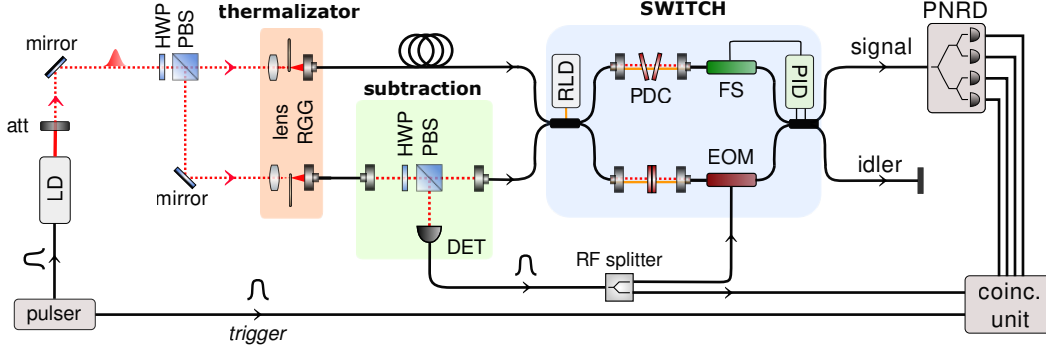 thermalizator
SWITCH
PNRD
mirror
HWP
PBS
signal
RLD
PDC
FS
PID
subtraction
lens
RGG
att
HWP
PBS
EOM
idler
mirror
LD
DET
RF splitter
pulser
trigger
coinc.
unit